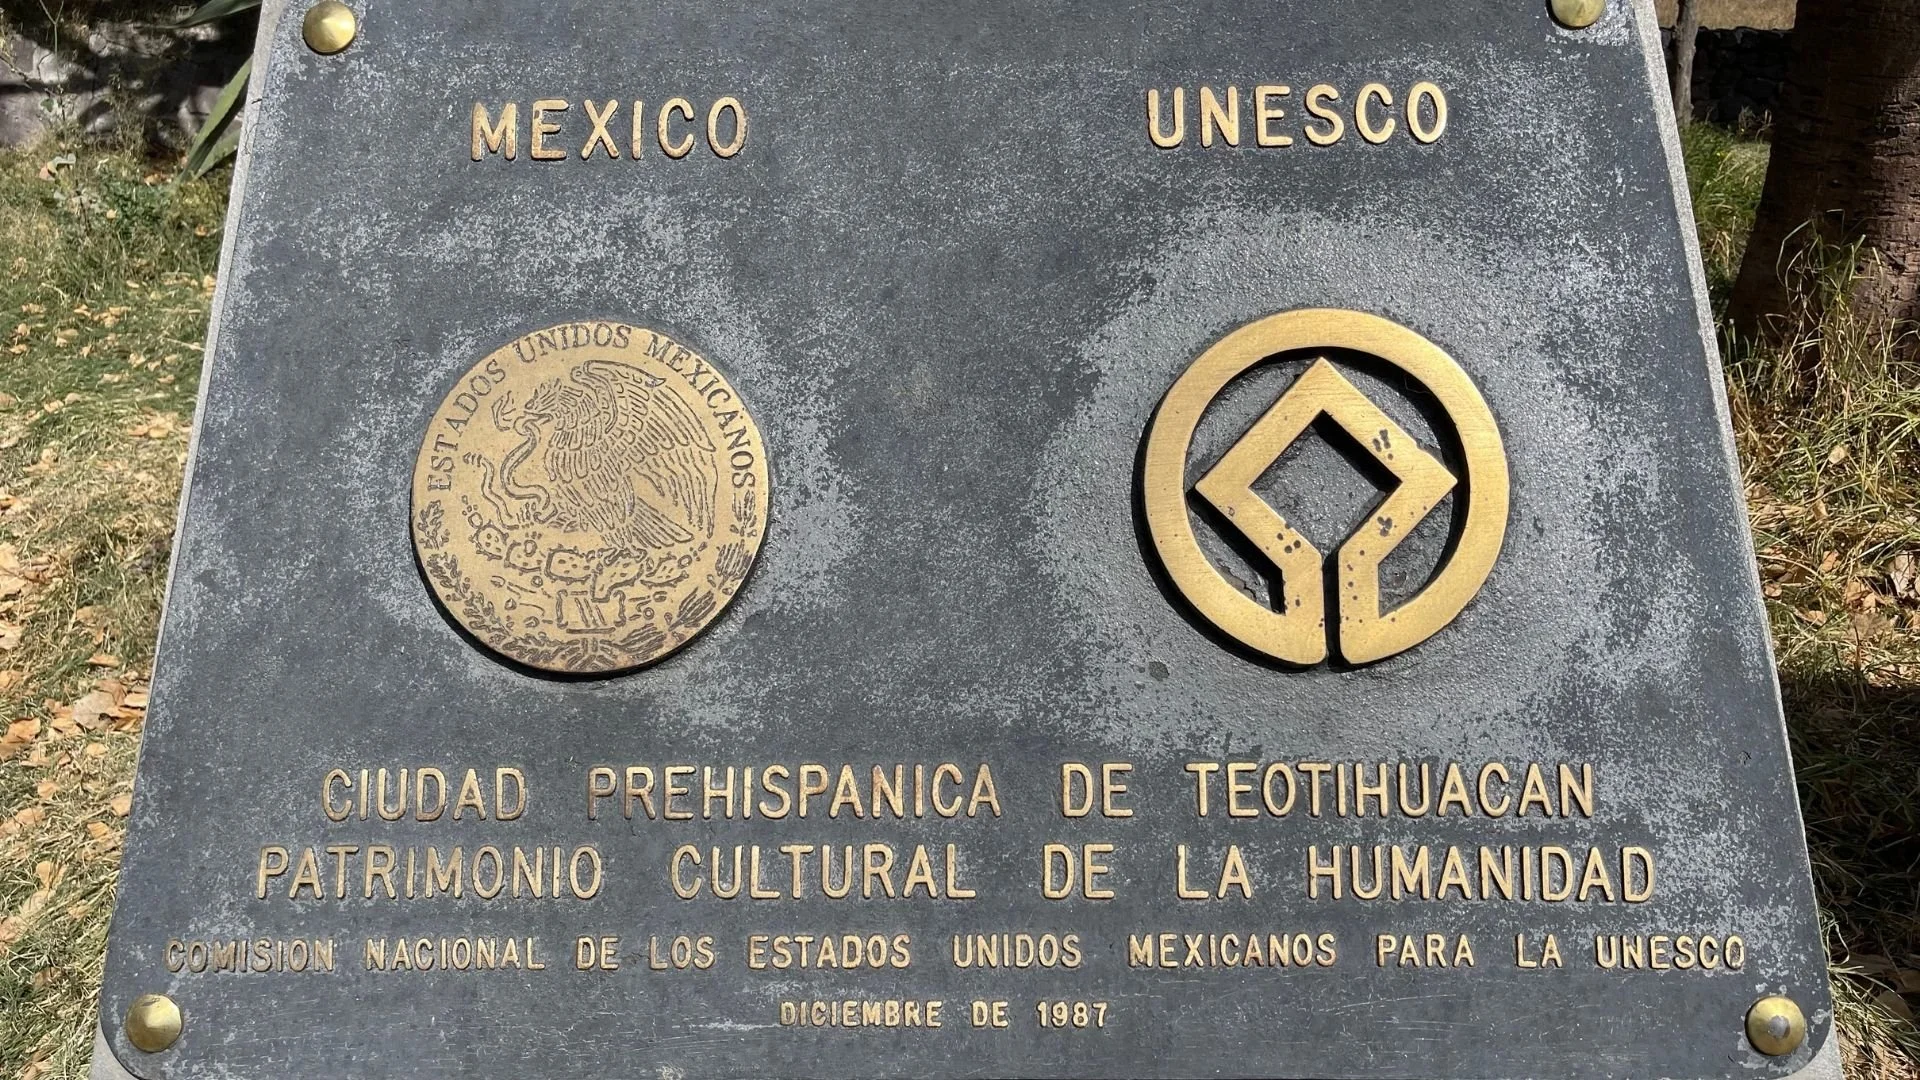 MEXICO UNESCO
ESTADOS UNIDOS MEXICANOS
CIUDAD PREHISPANICA DE TEOTIHUACAN
PATRIMONIO CULTURAL DE LA HUMANIDAD
COMISION NACIONAL DE LOS ESTADOS UNIDOS MEXICANOS PARA LA UNESCO
DICIEMBRE DE 1987